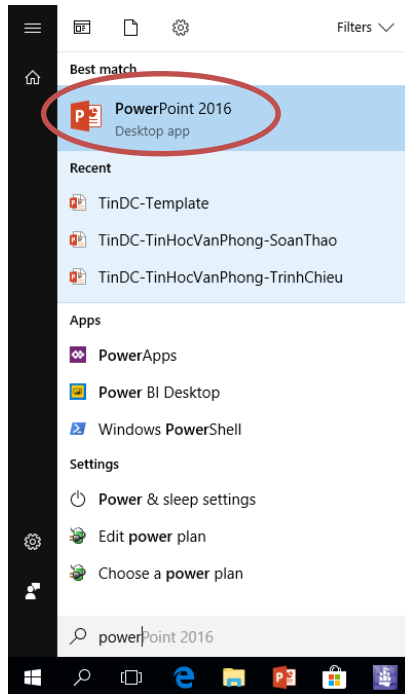 Filters
Best match
PowerPoint 2016
Desktop app
Recent
TinDC-Template
TinDC-TinHocVanPhong-SoanThao
TinDC-TinHocVanPhong-TrinhChieu
Apps
PowerApps
Power BI Desktop
Windows PowerShell
Settings
Power & sleep settings
Edit power plan
Choose a power plan
powerPoint 2016